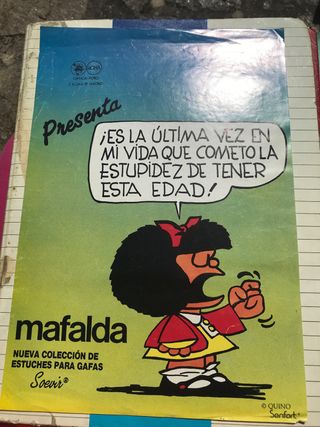 Presenta
¡ES LA ÚLTIMA VEZ EN
MI VIDA QUE COMETO LA
ESTUPIDEZ DE TENER
ESTA EDAD!
mafalda
NUEVA COLECCIÓN DE
ESTUCHES PARA GAFAS
Soevir®
© QUINO
Sonfort®